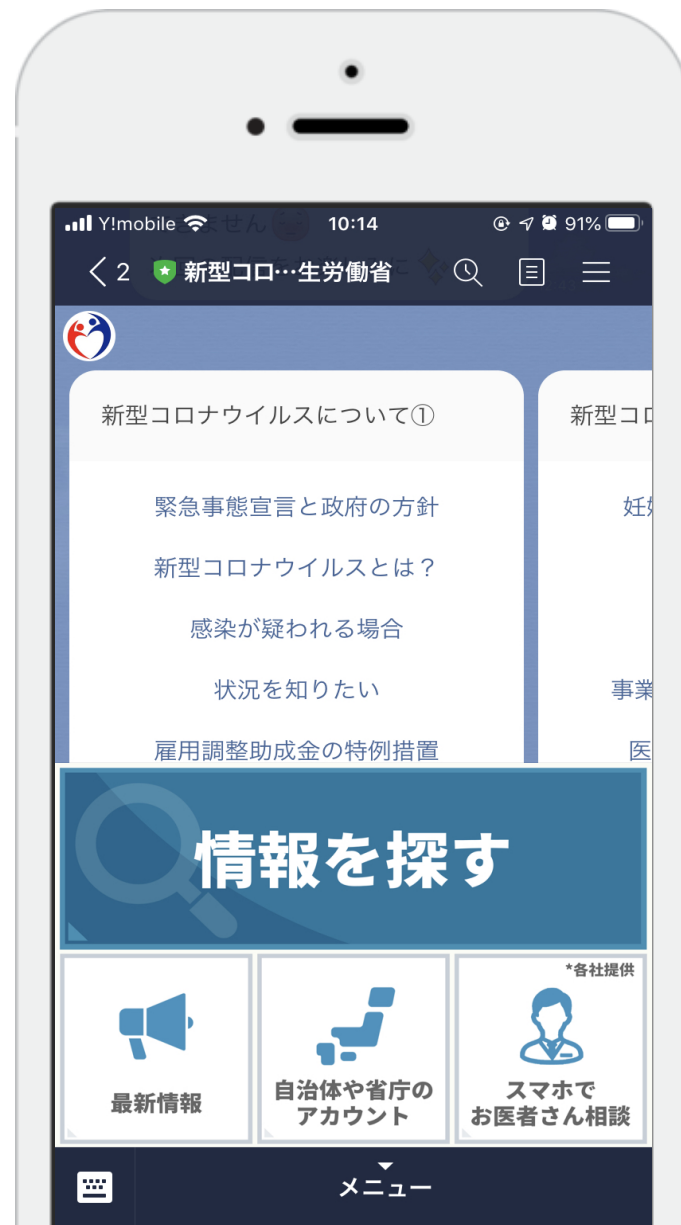 Y!mobile 10:14 91%
2 新型コロ…生労働省
新型コロナウイルスについて①
緊急事態宣言と政府の方針
新型コロナウイルスとは？
感染が疑われる場合
状況を知りたい
雇用調整助成金の特例措置
新型コ
事業
医
情報を探す
最新情報
自治体や省庁の
アカウント
*各社提供
スマホで
お医者さん相談
メニュー